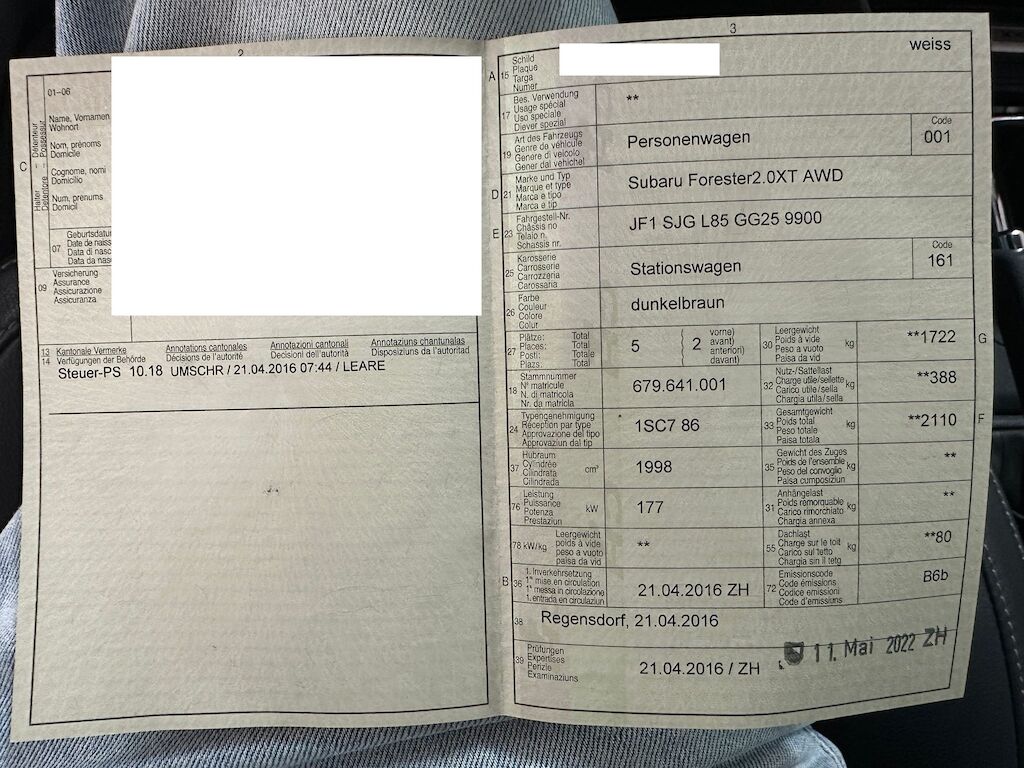 2
01-06
C
Halter Détenteur
Detentore Possessur
Name, Vornamen
Wohnort
Nom, prénoms
Domicile
Cognome, nomi
Domicilio
Num, prenums
Domicil
07
Geburtsdatu
Date de naiss
Data di nasc
Data da nas
09
Versicherung
Assurance
Assicurazione
Assicuranza
13 Kantonale Vermerke Annotations cantonales Annotazioni cantonali Annotaziuns chantunalas
14 Verfügungen der Behörde Décisions de l'autorité Decisioni dell'autorità Disposiziuns da l'autoritad
Steuer-PS 10.18 UMSCHR / 21.04.2016 07:44 / LEARE
3
A 15
Schild
Plaque
Targa
Numer
weiss
17
Bes. Verwendung
Usage spécial
Uso speciale
Diever spezial
**
19
Art des Fahrzeugs
Genre de véhicule
Genere di veicolo
Gener dal vehichel
Personenwagen
Code
001
D 21
Marke und Typ
Marque et type
Marca e tipo
Marca e tip
Subaru Forester2.0XT AWD
E 23
Fahrgestell-Nr.
Châssis no
Telaio n.
Schassis nr.
JF1 SJG L85 GG25 9900
25
Karosserie
Carrosserie
Carrozzeria
Carossaria
Stationswagen
Code
161
26
Farbe
Couleur
Colore
Colur
dunkelbraun
27
Plätze: Total
Places: Total
Posti: Totale
Plazs: Total
5
2
vorne)
avant)
anteriori)
davant)
30
Leergewicht
Poids à vide
Peso a vuoto
Paisa da vid
kg
**1722
G
18
Stammnummer
N° matricule
N. di matricola
Nr. da matricla
679.641.001
32
Nutz-/Sattellast
Charge utile/sellette
Carico utile/sella
Chargia utila/sella
kg
**388
24
Typengenehmigung
Réception par type
Approvazione del tipo
Approvaziun dal tip
1SC7 86
33
Gesamtgewicht
Poids total
Peso totale
Paisa totala
kg
**2110
F
37
Hubraum
Cylindrée
Cilindrata
Cilindrada
cm³
1998
35
Gewicht des Zuges
Poids de l'ensemble
Peso del convoglio
Paisa cumposiziun
kg
**
76
Leistung
Puissance
Potenza
Prestaziun
kW
177
31
Anhängelast
Poids remorquable
Carico rimorchiato
Chargia annexa
kg
**
78 kW/kg
Leergewicht
poids à vide
peso a vuoto
paisa da vid
**
55
Dachlast
Charge sur le toit
Carico sul tetto
Chargia sin il tetg
kg
**80
B 36
1. Inverkehrsetzung
1re mise en circulation
1a messa in circolazione
1. entrada en circulaziun
21.04.2016 ZH
72
Emissionscode
Code émissions
Codice emissioni
Code d'emissiuns
B6b
38
Regensdorf, 21.04.2016
39
Prüfungen
Expertises
Perizie
Examinaziuns
21.04.2016 / ZH
11. Mai 2022 ZH